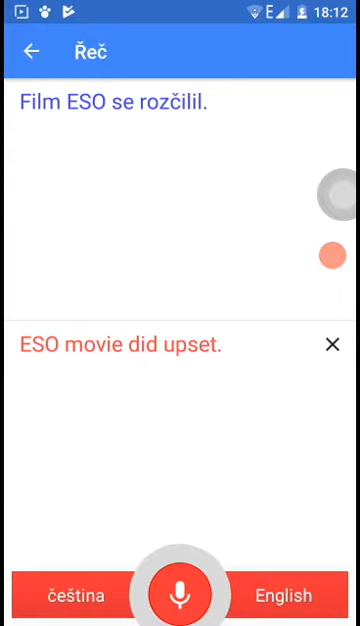 18:12
Řeč
Film ESO se rozčilil.
ESO movie did upset.
čeština
English